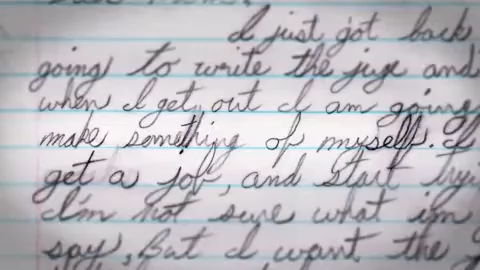 I just got back
going to write the juge and
when I get out I am going
make something of myself. I
get a job, and start
I'm not sure what im
say, But I want the